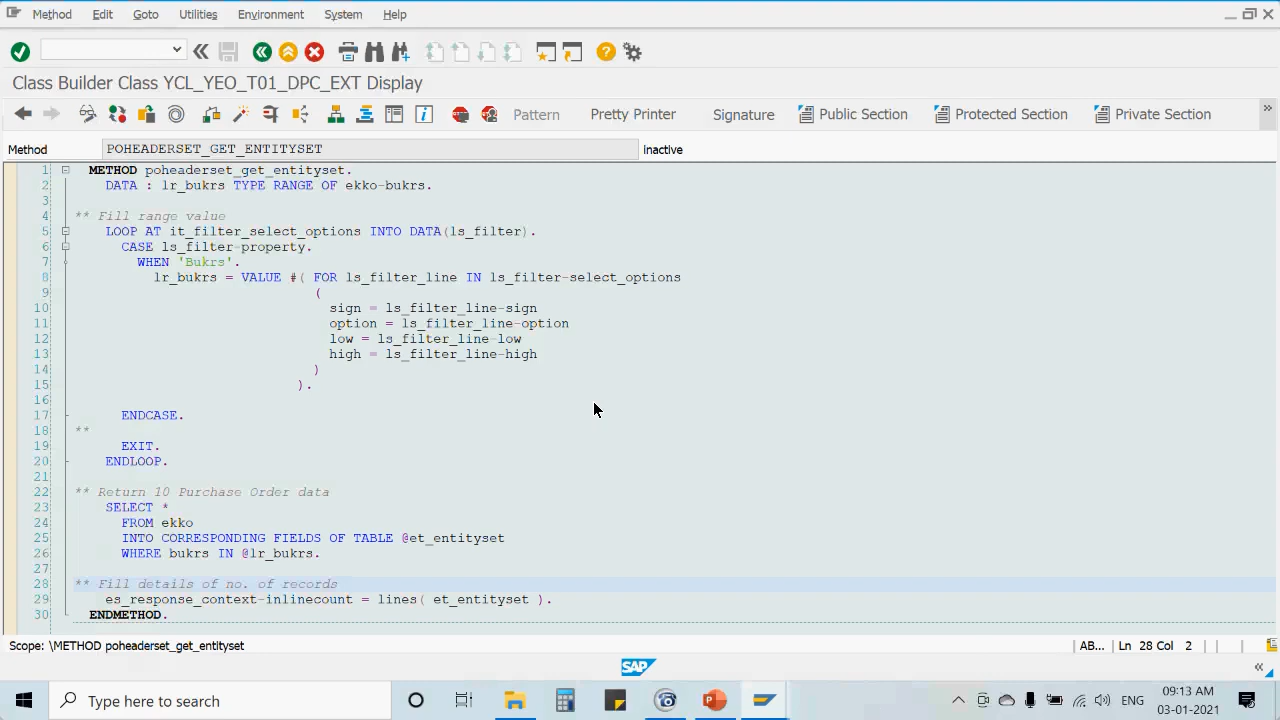 Method Edit Goto Utilities Environment System Help
Class Builder Class YCL_YEO_T01_DPC_EXT Display
Pattern Pretty Printer Signature Public Section Protected Section Private Section
Method POHEADERSET_GET_ENTITYSET inactive
1 METHOD poheaderset_get_entityset.
2 DATA : lr_bukrs TYPE RANGE OF ekko-bukrs.
3
4 ** Fill range value
5 LOOP AT it_filter_select_options INTO DATA(ls_filter).
6 CASE ls_filter-property.
7 WHEN 'Bukrs'.
8 lr_bukrs = VALUE #( FOR ls_filter_line IN ls_filter-select_options
9 (
10 sign = ls_filter_line-sign
11 option = ls_filter_line-option
12 low = ls_filter_line-low
13 high = ls_filter_line-high
14 )
15 ).
16
17 ENDCASE.
18 **
19 EXIT.
20 ENDLOOP.
21
22 ** Return 10 Purchase Order data
23 SELECT *
24 FROM ekko
25 INTO CORRESPONDING FIELDS OF TABLE @et_entityset
26 WHERE bukrs IN @lr_bukrs.
27
28 ** Fill details of no. of records
29 es_response_context-inlinecount = lines( et_entityset ).
30 ENDMETHOD.
Scope: \METHOD poheaderset_get_entityset AB... Ln 28 Col 2
SAP
Type here to search ENG 09:13 AM
03-01-2021